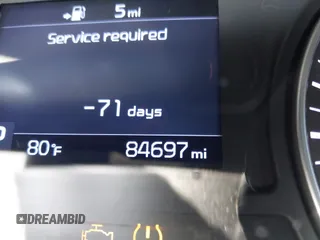 5mi
Service required
-71 days
80°F 84697 mi
DREAMBID